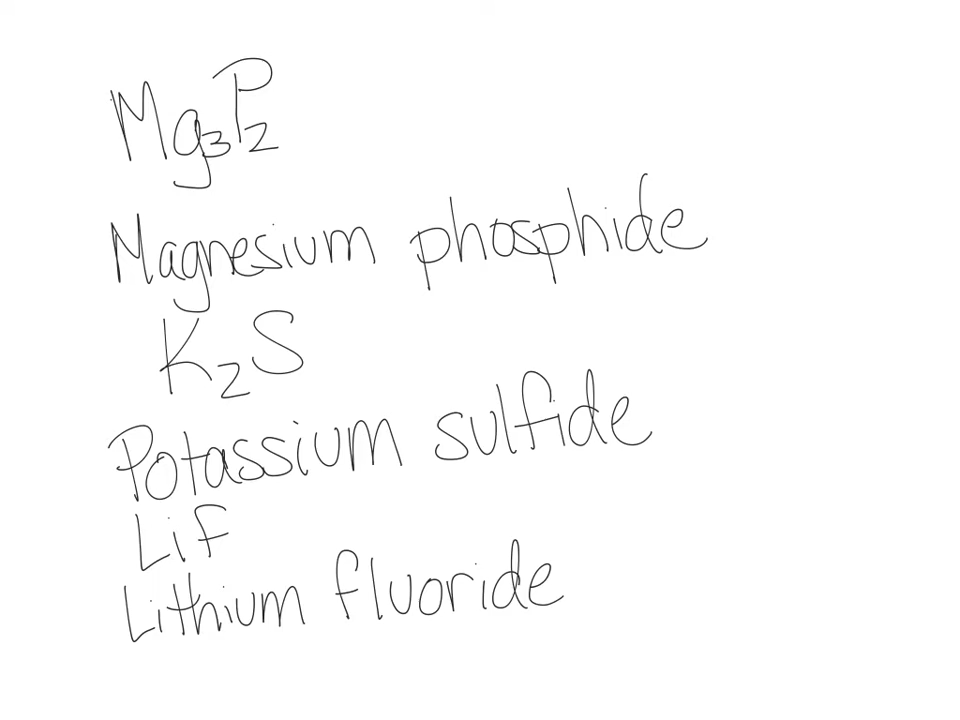 Mg₃P₂
Magnesium phosphide
K₂S
Potassium sulfide
LiF
Lithium fluoride